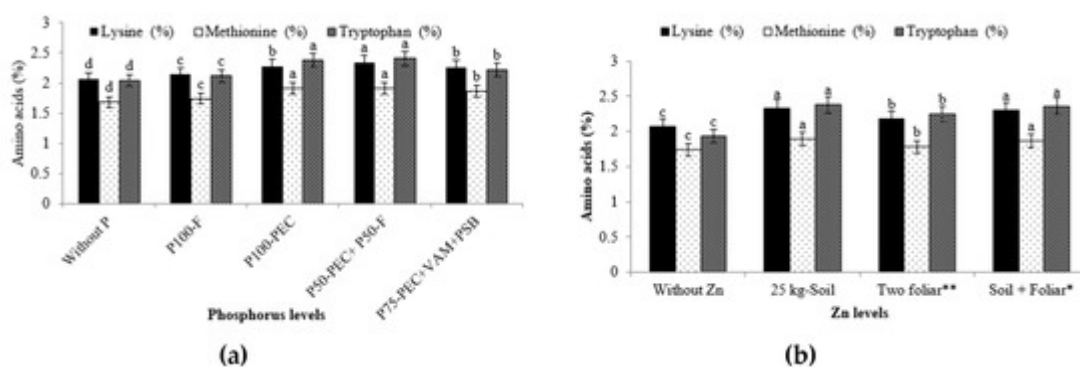 3
Lysine (%) Methionine (%) Tryptophan (%)
2.5
2
1.5
1
0.5
0
Amino acids (%)
d d d
c c c
b a a
a a a
b b b
Without P
P100-F
P100-PEC
P50-PEC+ P50-F
P75-PEC+VAM+PSB
Phosphorus levels
(a)
Lysine (%) Methionine (%) Tryptophan (%)
3
2.5
2
1.5
1
0.5
0
Amino acids (%)
c c c
a a a
b b b
a a a
Without Zn 25 kg-Soil Two foliar** Soil + Foliar*
Zn levels
(b)